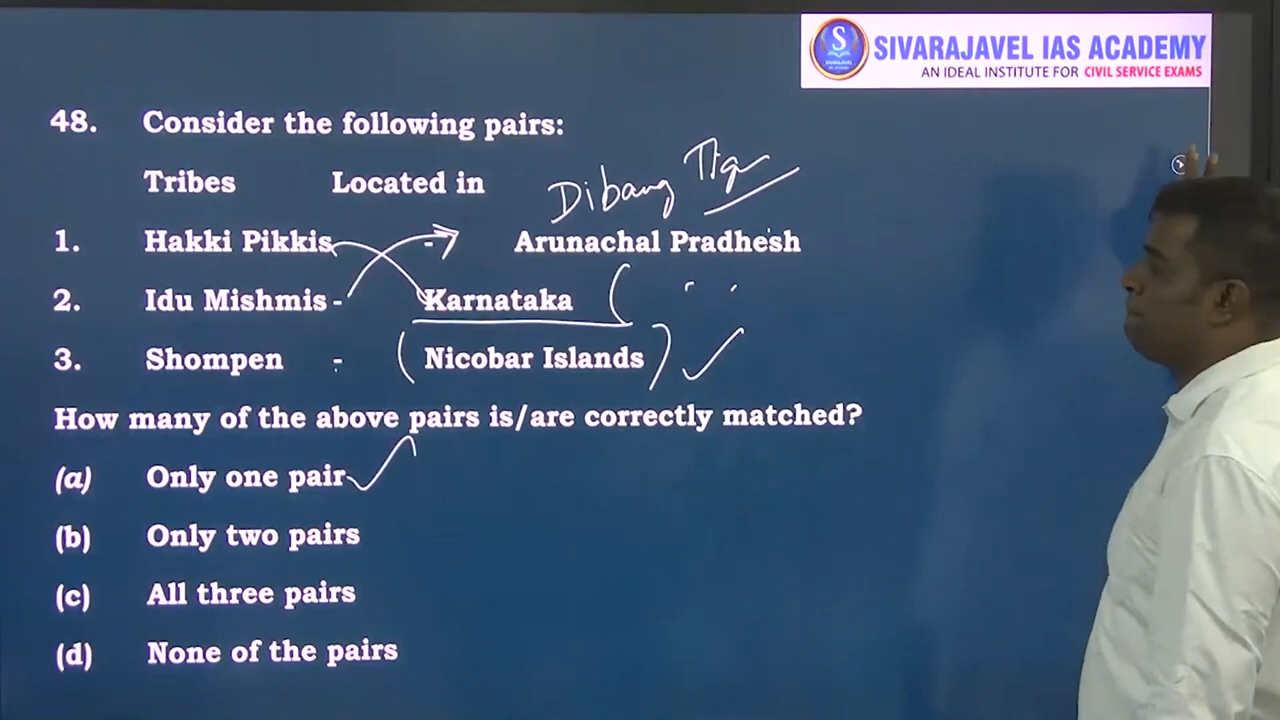 SIVARAJAVEL IAS ACADEMY
AN IDEAL INSTITUTE FOR CIVIL SERVICE EXAMS
48. Consider the following pairs:
Tribes Located in
Dibang
1. Hakki Pikkis - Arunachal Pradhesh
2. Idu Mishmis - Karnataka
3. Shompen - Nicobar Islands
How many of the above pairs is/are correctly matched?
(a) Only one pair
(b) Only two pairs
(c) All three pairs
(d) None of the pairs